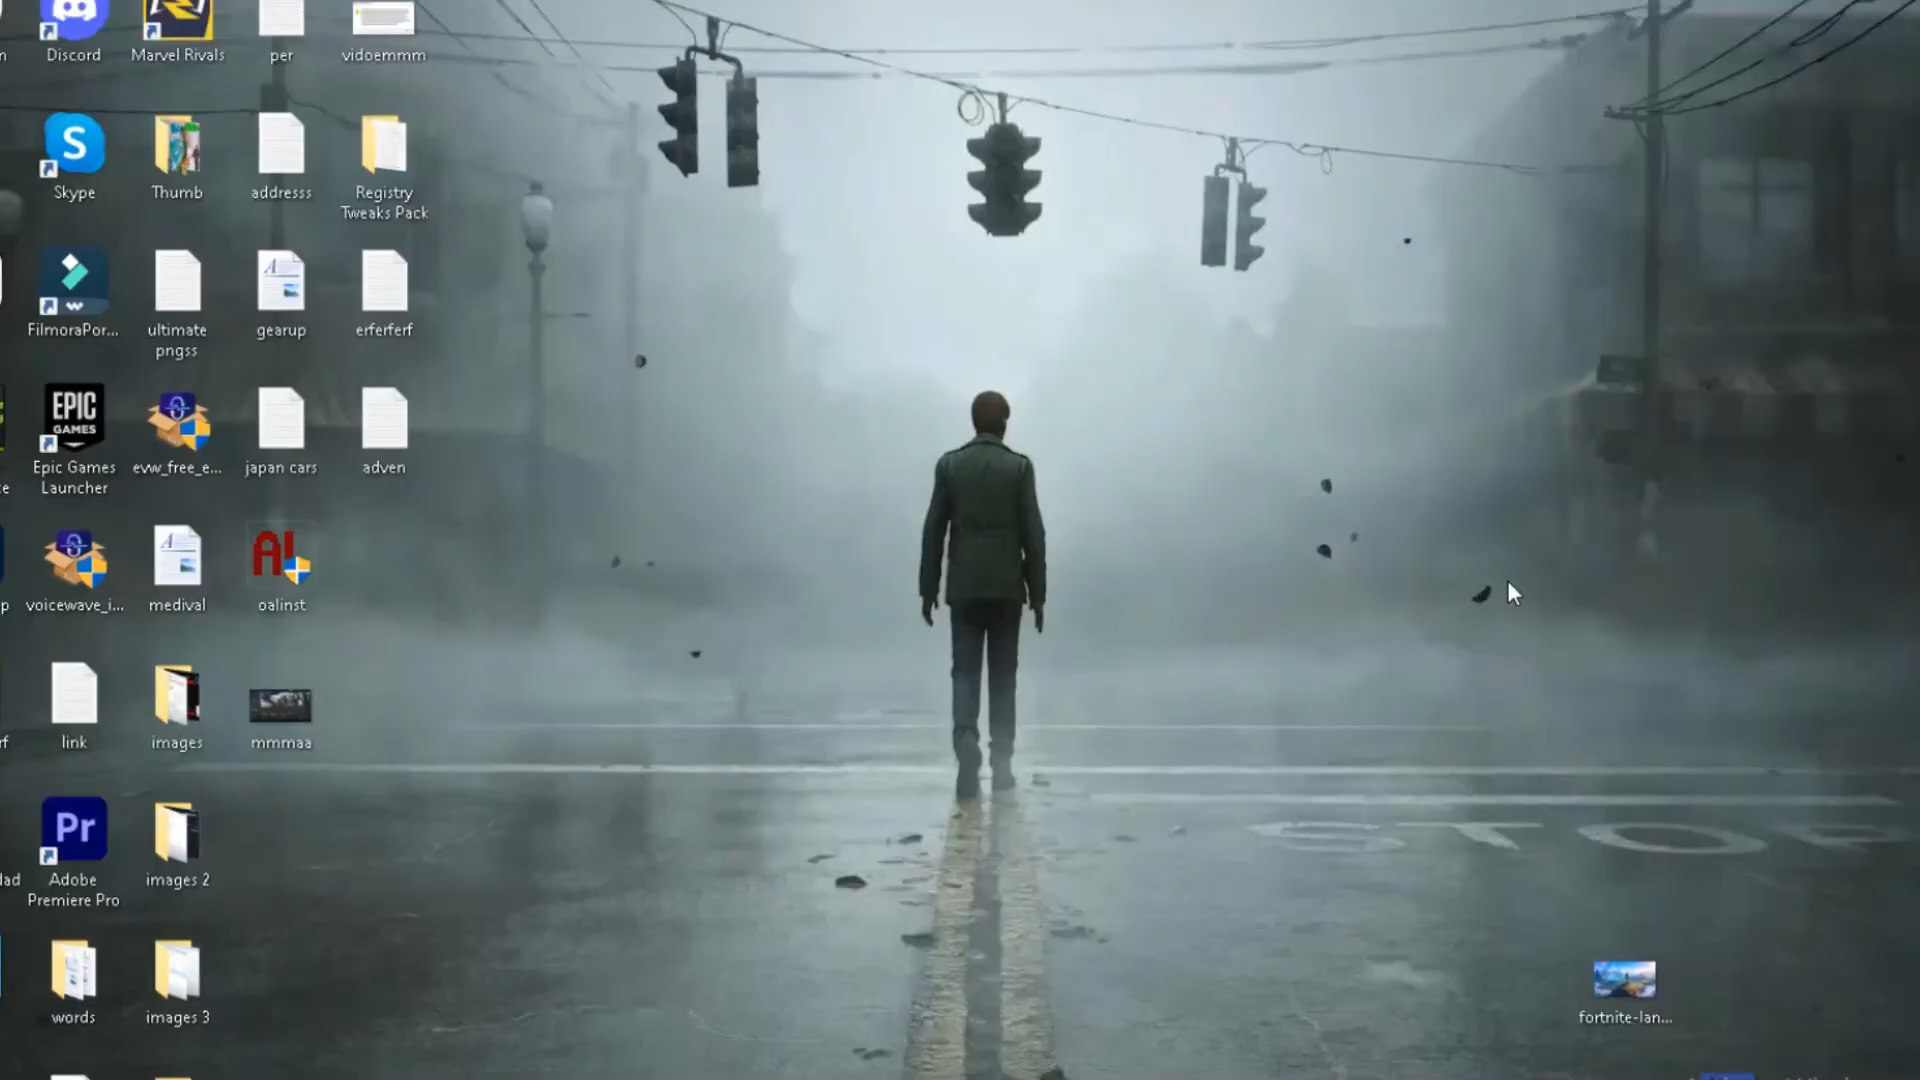 Discord
Marvel Rivals
per
vidoemmm
S
Skype
Thumb
addresss
Registry
Tweaks Pack
FilmoraPor...
ultimate
pngss
gearup
erferferf
EPIC
GAMES
Epic Games
Launcher
evw_free_e...
japan cars
adven
voicewave_i...
medival
oalinst
link
images
mmmaa
Pr
Adobe
Premiere Pro
images 2
words
images 3
STOP
fortnite-lan...